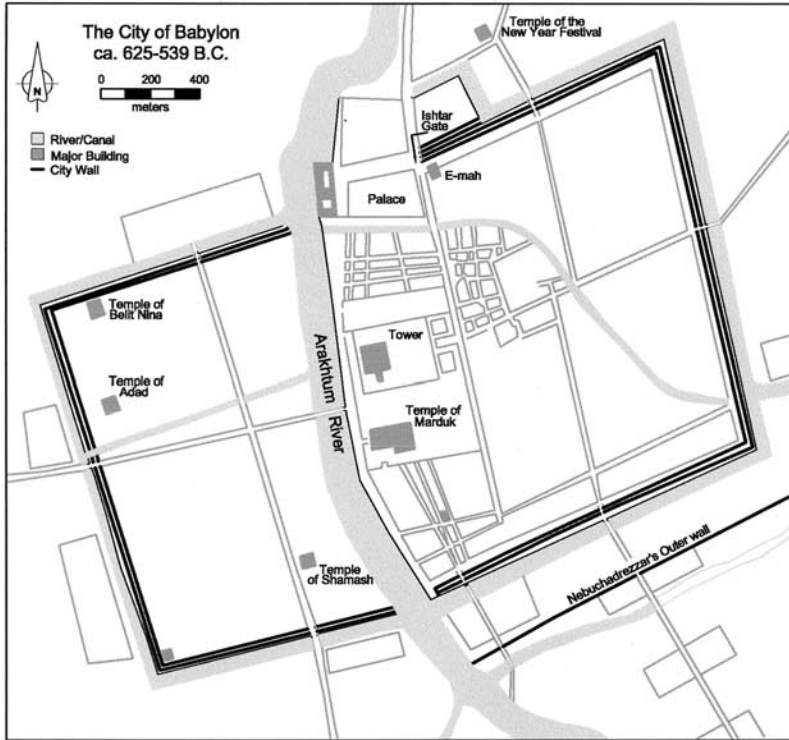 The City of Babylon
ca. 625-539 B.C.
N
0 200 400
meters
River/Canal
Major Building
City Wall
Temple of the
New Year Festival
Ishtar
Gate
E-mah
Palace
Temple of
Belit Nina
Tower
Temple of
Adad
Arakhtum River
Temple of
Marduk
Temple
of Shamash
Nebuchadrezzar's Outer wall